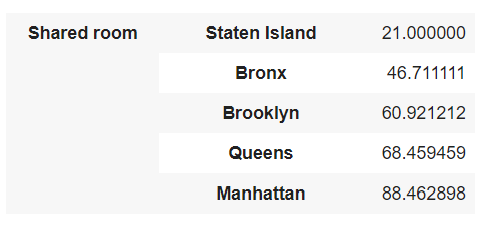 Shared room Staten Island 21.000000
Bronx 46.711111
Brooklyn 60.921212
Queens 68.459459
Manhattan 88.462898